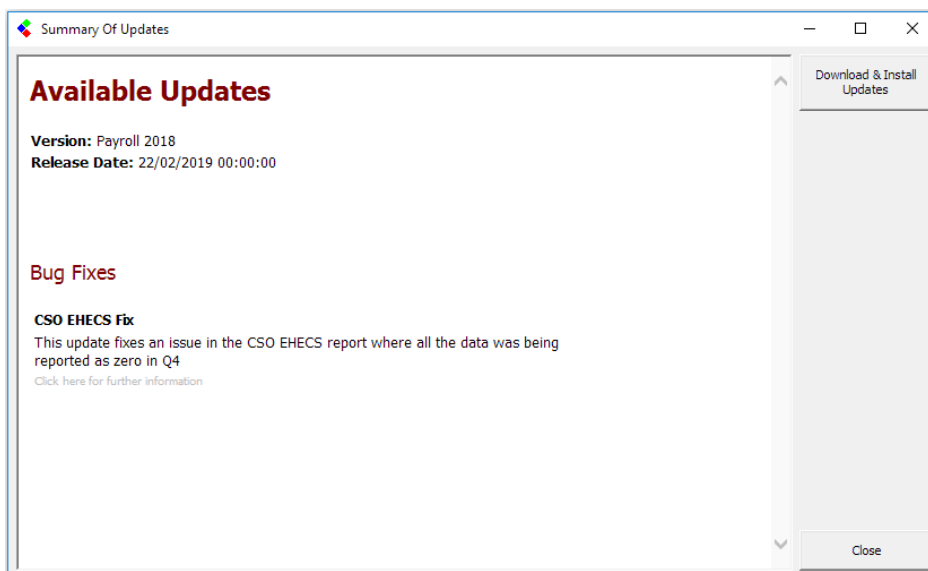 Summary Of Updates
Available Updates
Download & Install
Updates
Version: Payroll 2018
Release Date: 22/02/2019 00:00:00
Bug Fixes
CSO EHECS Fix
This update fixes an issue in the CSO EHECS report where all the data was being
reported as zero in Q4
Click here for further information
Close